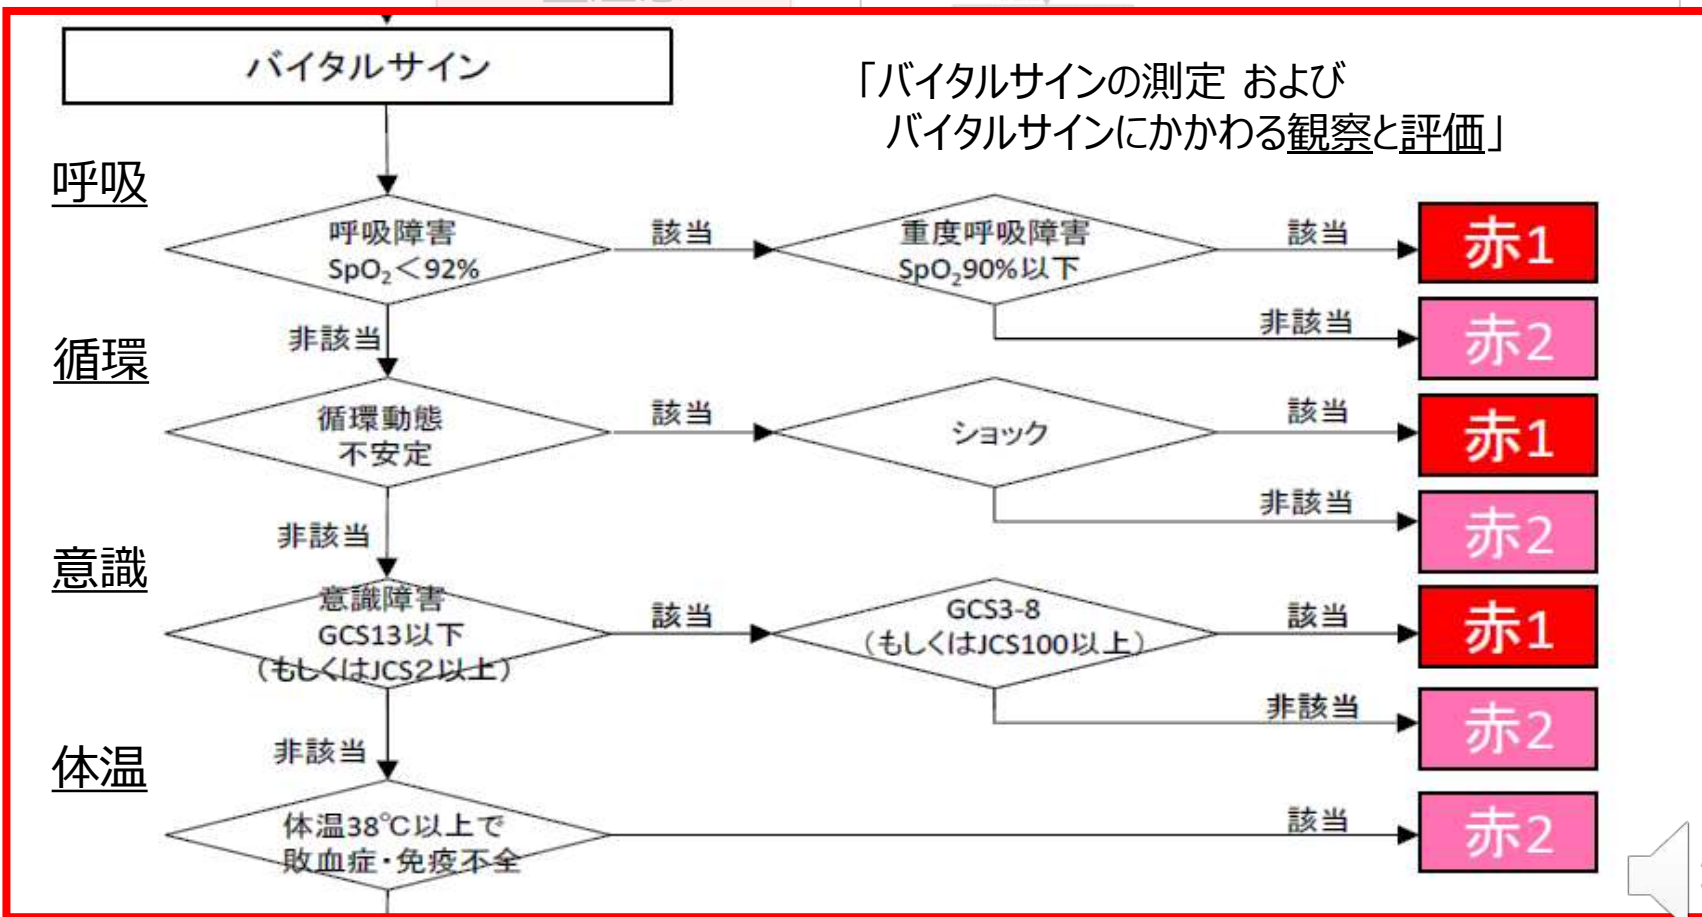 バイタルサイン
「バイタルサインの測定 および
バイタルサインにかかわる観察と評価」
呼吸
呼吸障害
SpO₂＜92%
該当
重度呼吸障害
SpO₂90%以下
該当
赤1
非該当
赤2
非該当
循環
循環動態
不安定
該当
ショック
該当
赤1
非該当
赤2
非該当
意識
意識障害
GCS13以下
（もしくはJCS２以上）
該当
GCS3-8
（もしくはJCS100以上）
該当
赤1
非該当
赤2
非該当
体温
体温38℃以上で
敗血症・免疫不全
該当
赤2